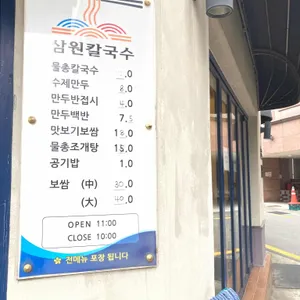 삼원칼국수
물총칼국수 .0
수제만두 8.0
만두반접시 4.0
만두백반 7.5
맛보기보쌈 18.0
물총조개탕 15.0
공기밥 1.0
보쌈 (中) 30.0
(大) 40.0
OPEN 11:00
CLOSE 10:00
전메뉴 포장 됩니다